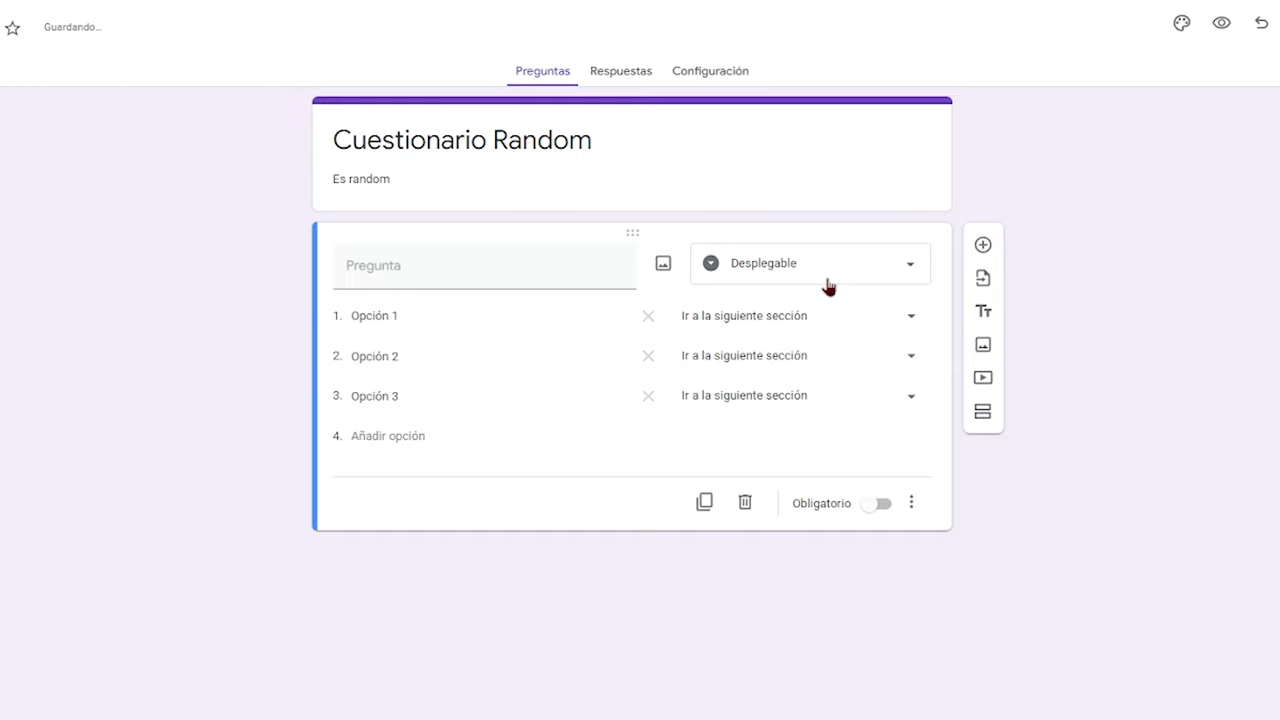 Guardando...
Preguntas Respuestas Configuración
Cuestionario Random
Es random
Pregunta
Desplegable
1. Opción 1 Ir a la siguiente sección
2. Opción 2 Ir a la siguiente sección
3. Opción 3 Ir a la siguiente sección
4. Añadir opción
Obligatorio
Tт